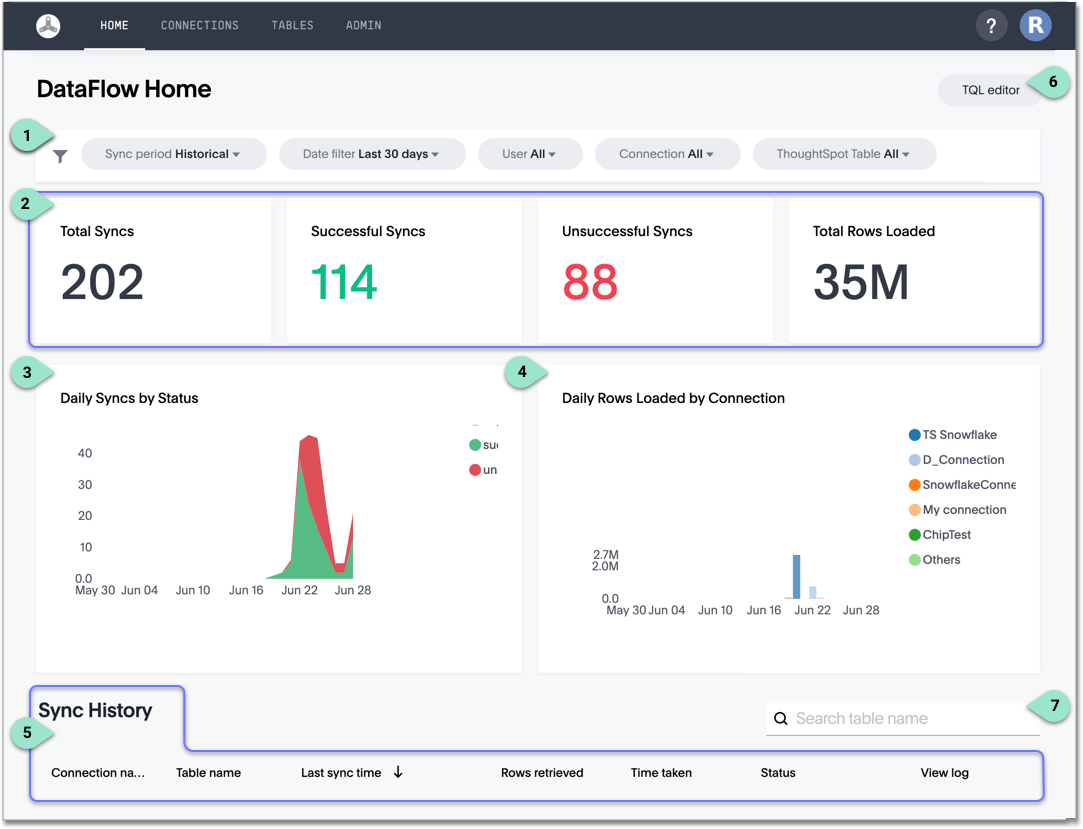 HOME CONNECTIONS TABLES ADMIN ? R
DataFlow Home
TQL editor
6
1
Sync period Historical
Date filter Last 30 days
User All
Connection All
ThoughtSpot Table All
2
Total Syncs
202
Successful Syncs
114
Unsuccessful Syncs
88
Total Rows Loaded
35M
3
Daily Syncs by Status
40
30
20
10
0.0
May 30 Jun 04 Jun 10 Jun 16 Jun 22 Jun 28
suc
un
4
Daily Rows Loaded by Connection
2.7M
2.0M
0.0
May 30 Jun 04 Jun 10 Jun 16 Jun 22 Jun 28
TS Snowflake
D_Connection
SnowflakeConne
My connection
ChipTest
Others
Sync History
5
Search table name
7
Connection na... Table name Last sync time Rows retrieved Time taken Status View log